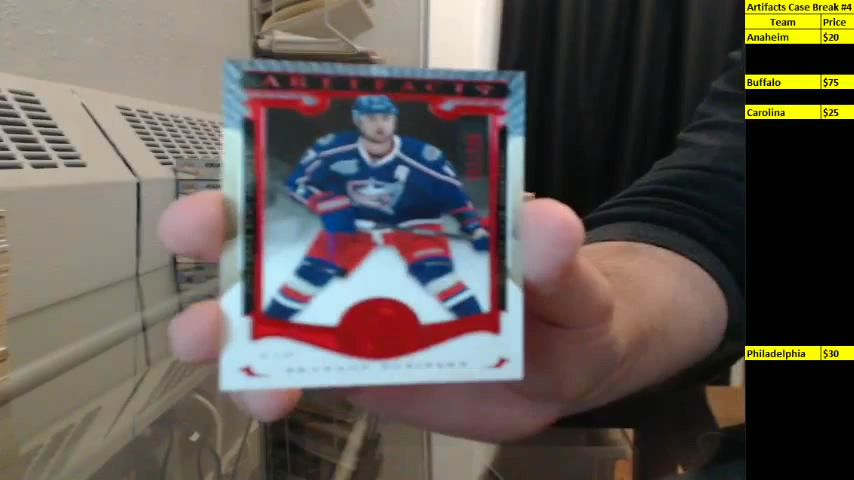 ARTIFACTS
Artifacts Case Break #4
Team Price
Anaheim $20
Buffalo $75
Carolina $25
Philadelphia $30